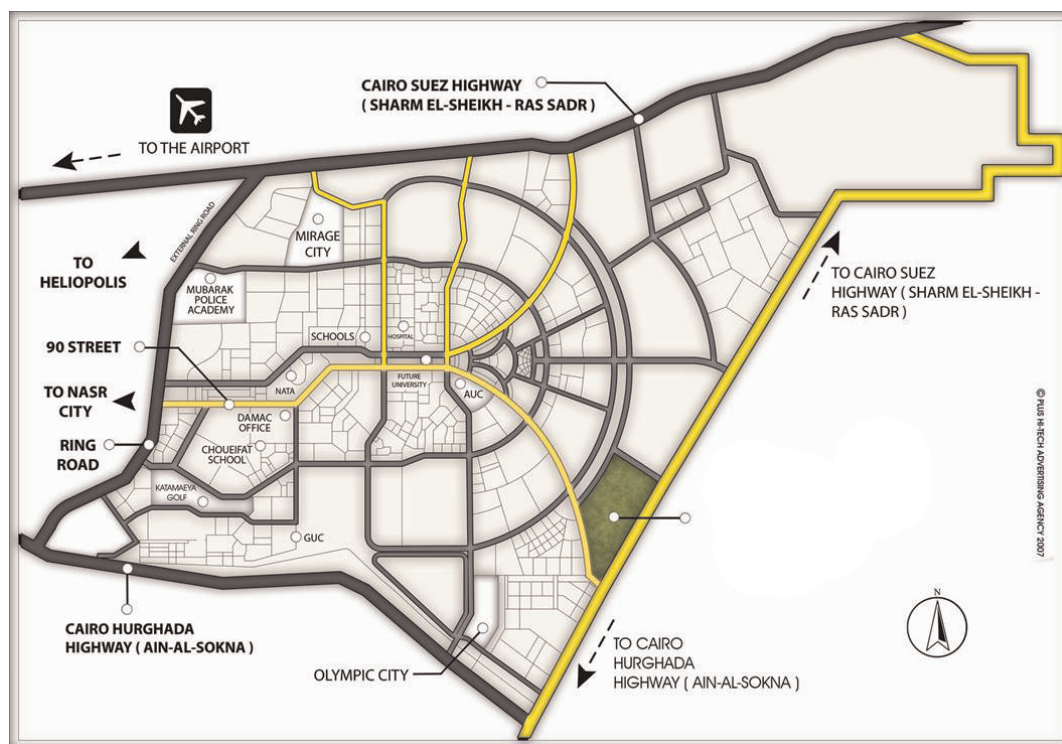 CAIRO SUEZ HIGHWAY
( SHARM EL-SHEIKH - RAS SADR )
TO THE AIRPORT
EXTERNAL RING ROAD
MIRAGE
CITY
TO
HELIOPOLIS
MUBARAK
POLICE
ACADEMY
TO CAIRO SUEZ
HIGHWAY ( SHARM EL-SHEIKH -
RAS SADR )
SCHOOLS
HOSPITAL
90 STREET
FUTURE
UNIVERSITY
NATA
AUC
TO NASR
CITY
DAMAC
OFFICE
RING
ROAD
CHOUEIFAT
SCHOOL
KATAMAEYA
GOLF
GUC
© PLUS HI-TECH ADVERTISING AGENCY 2007
N
CAIRO HURGHADA
HIGHWAY ( AIN-AL-SOKNA )
OLYMPIC CITY
TO CAIRO
HURGHADA
HIGHWAY ( AIN-AL-SOKNA )